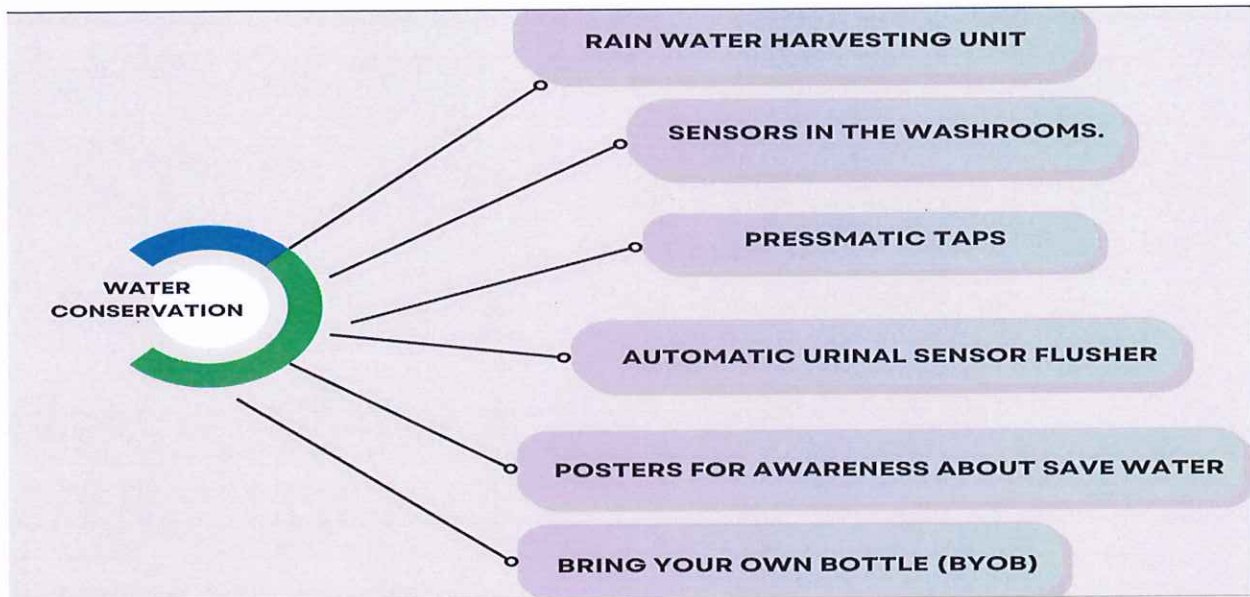 RAIN WATER HARVESTING UNIT
SENSORS IN THE WASHROOMS.
PRESSMATIC TAPS
WATER
CONSERVATION
AUTOMATIC URINAL SENSOR FLUSHER
POSTERS FOR AWARENESS ABOUT SAVE WATER
BRING YOUR OWN BOTTLE (BYOB)